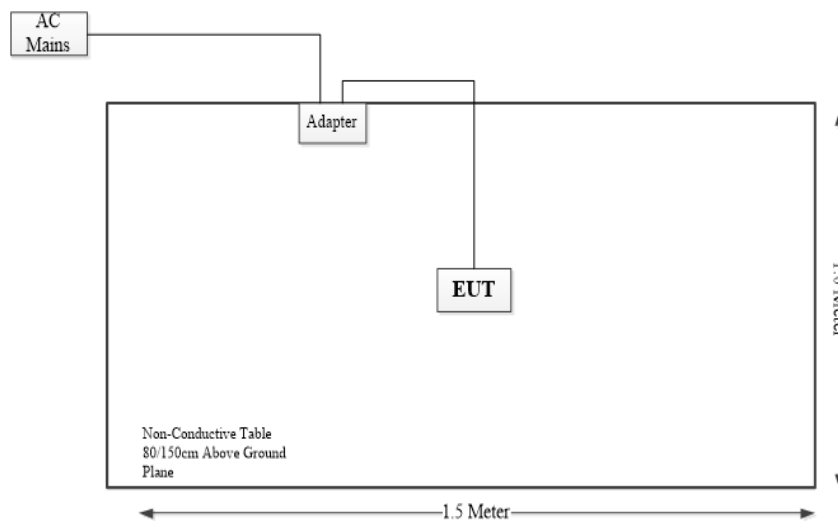 AC
Mains
Adapter
EUT
Non-Conductive Table
80/150cm Above Ground
Plane
1.5 Meter